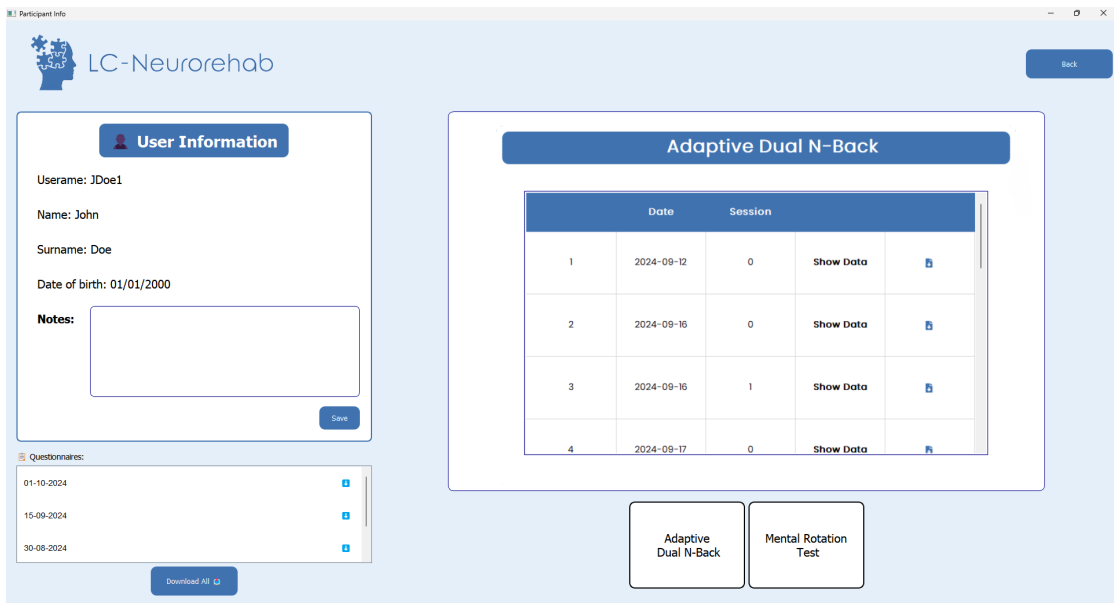 Participant Info
LC-Neurorehab
Back
User Information
Userame: JDoe1
Name: John
Surname: Doe
Date of birth: 01/01/2000
Notes:
Save
Questionnaires:
01-10-2024
15-09-2024
30-08-2024
Download All
Adaptive Dual N-Back
Date Session
1 2024-09-12 0 Show Data
2 2024-09-16 0 Show Data
3 2024-09-16 1 Show Data
4 2024-09-17 0 Show Data
Adaptive
Dual N-Back
Mental Rotation
Test